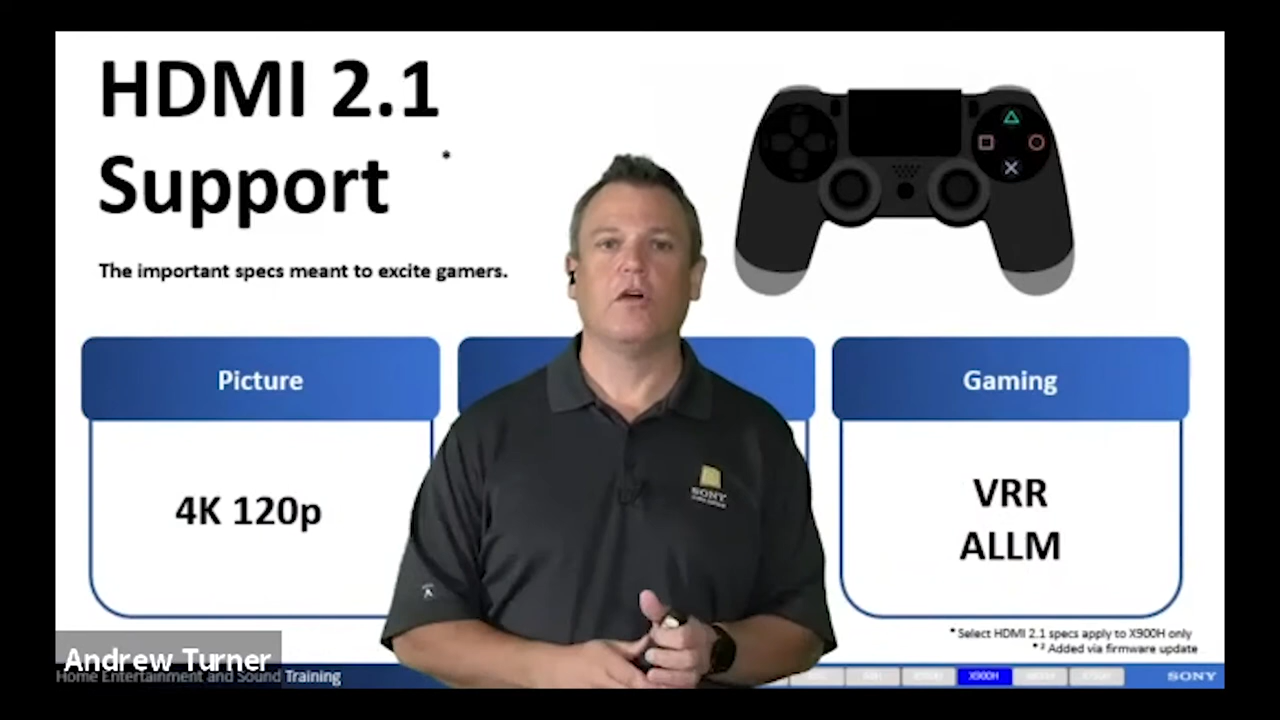 HDMI 2.1
Support *
The important specs meant to excite gamers.
Picture
Gaming
4K 120p
VRR
ALLM
SONY
* Select HDMI 2.1 specs apply to X900H only
*² Added via firmware update
Andrew Turner
Home Entertainment and Sound Training
X900H
SONY